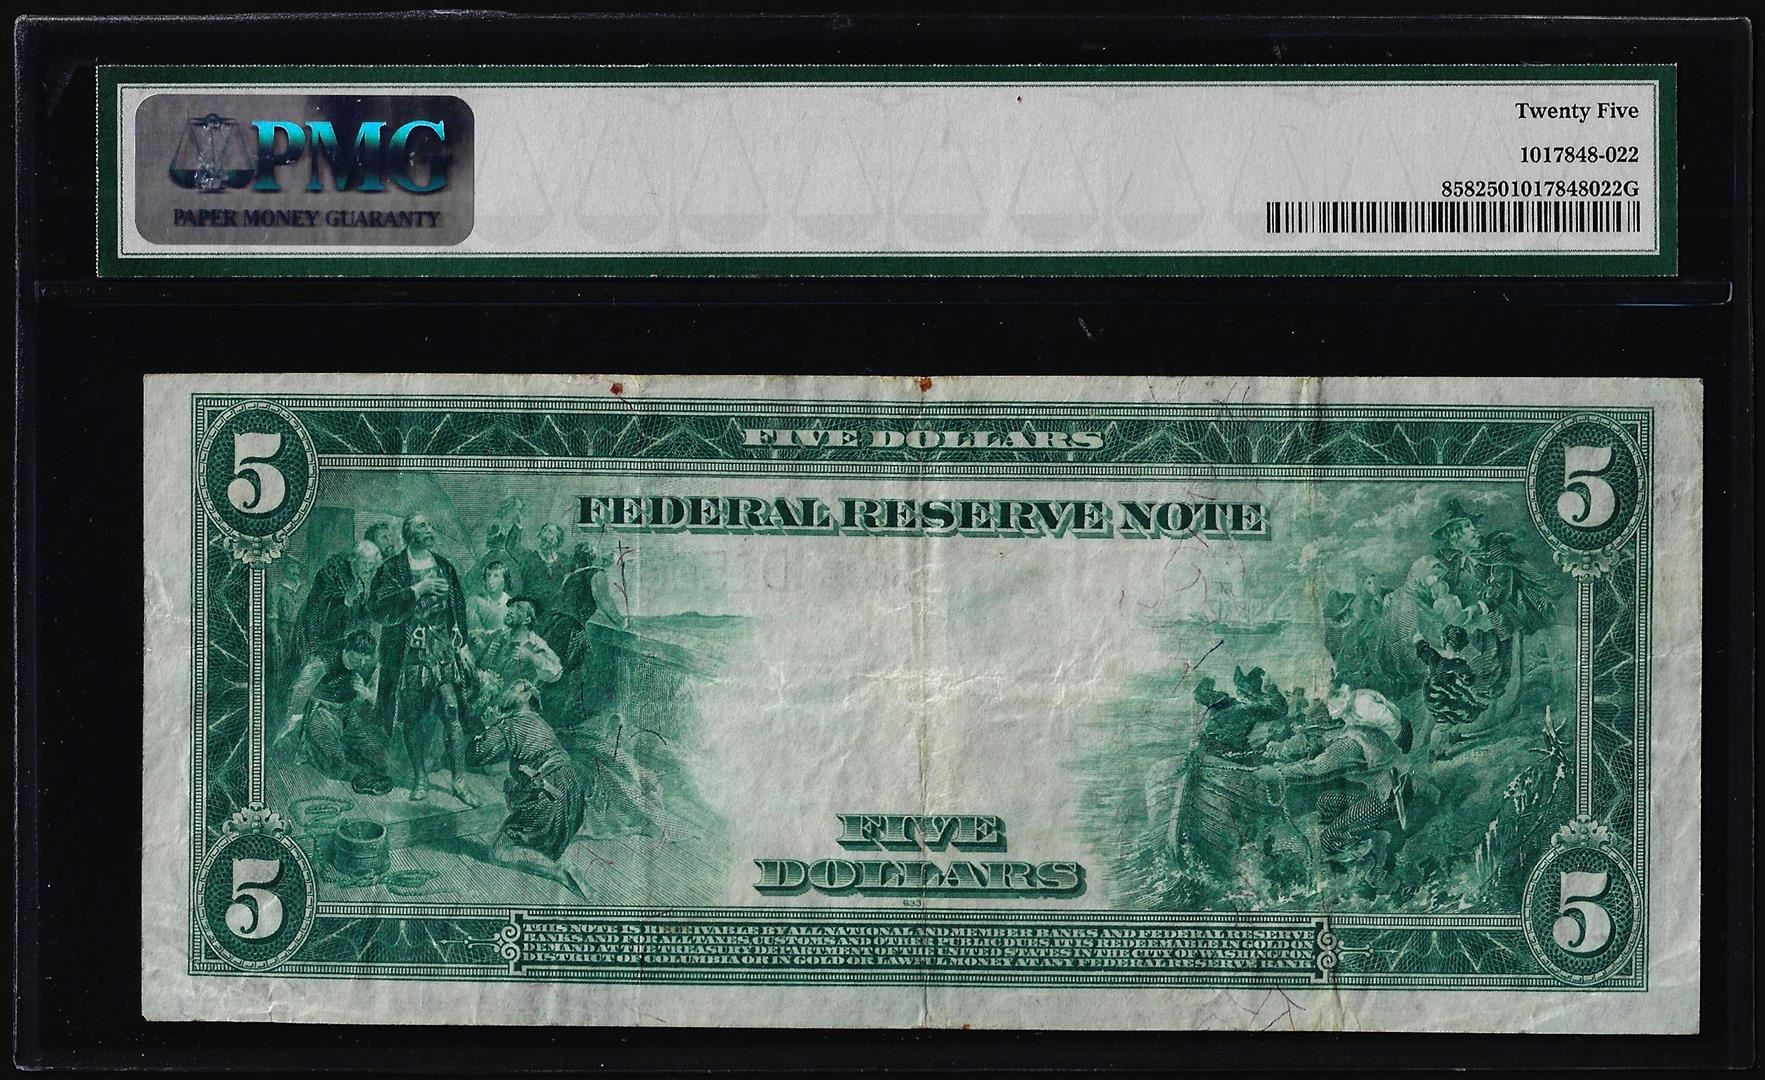 PMG
PAPER MONEY GUARANTY
Twenty Five
1017848-022
8582501017848022G
5
FIVE DOLLARS
5
FEDERAL RESERVE NOTE
FIVE
DOLLARS
633
5
5
THIS NOTE IS RECEIVABLE BY ALL NATIONAL AND MEMBER BANKS AND FEDERAL RESERVE
BANKS AND FOR ALL TAXES, CUSTOMS AND OTHER PUBLIC DUES. IT IS REDEEMABLE IN GOLD ON
DEMAND AT THE TREASURY DEPARTMENT OF THE UNITED STATES IN THE CITY OF WASHINGTON
DISTRICT OF COLUMBIA OR IN GOLD OR LAWFUL MONEY AT ANY FEDERAL RESERVE BANK